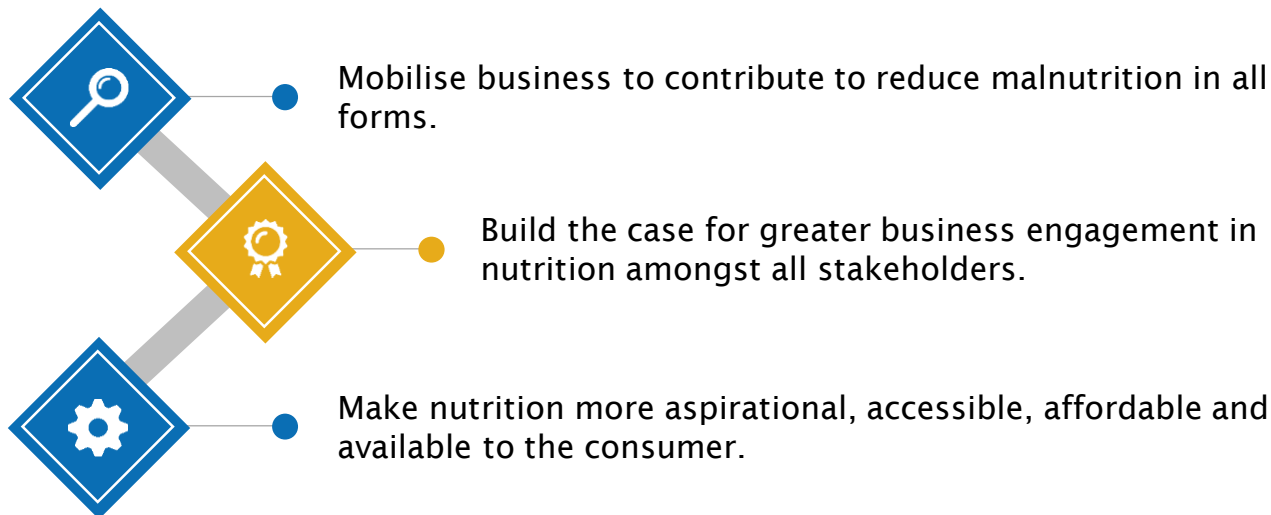 Mobilise business to contribute to reduce malnutrition in all
forms.
Build the case for greater business engagement in
nutrition amongst all stakeholders.
Make nutrition more aspirational, accessible, affordable and
available to the consumer.